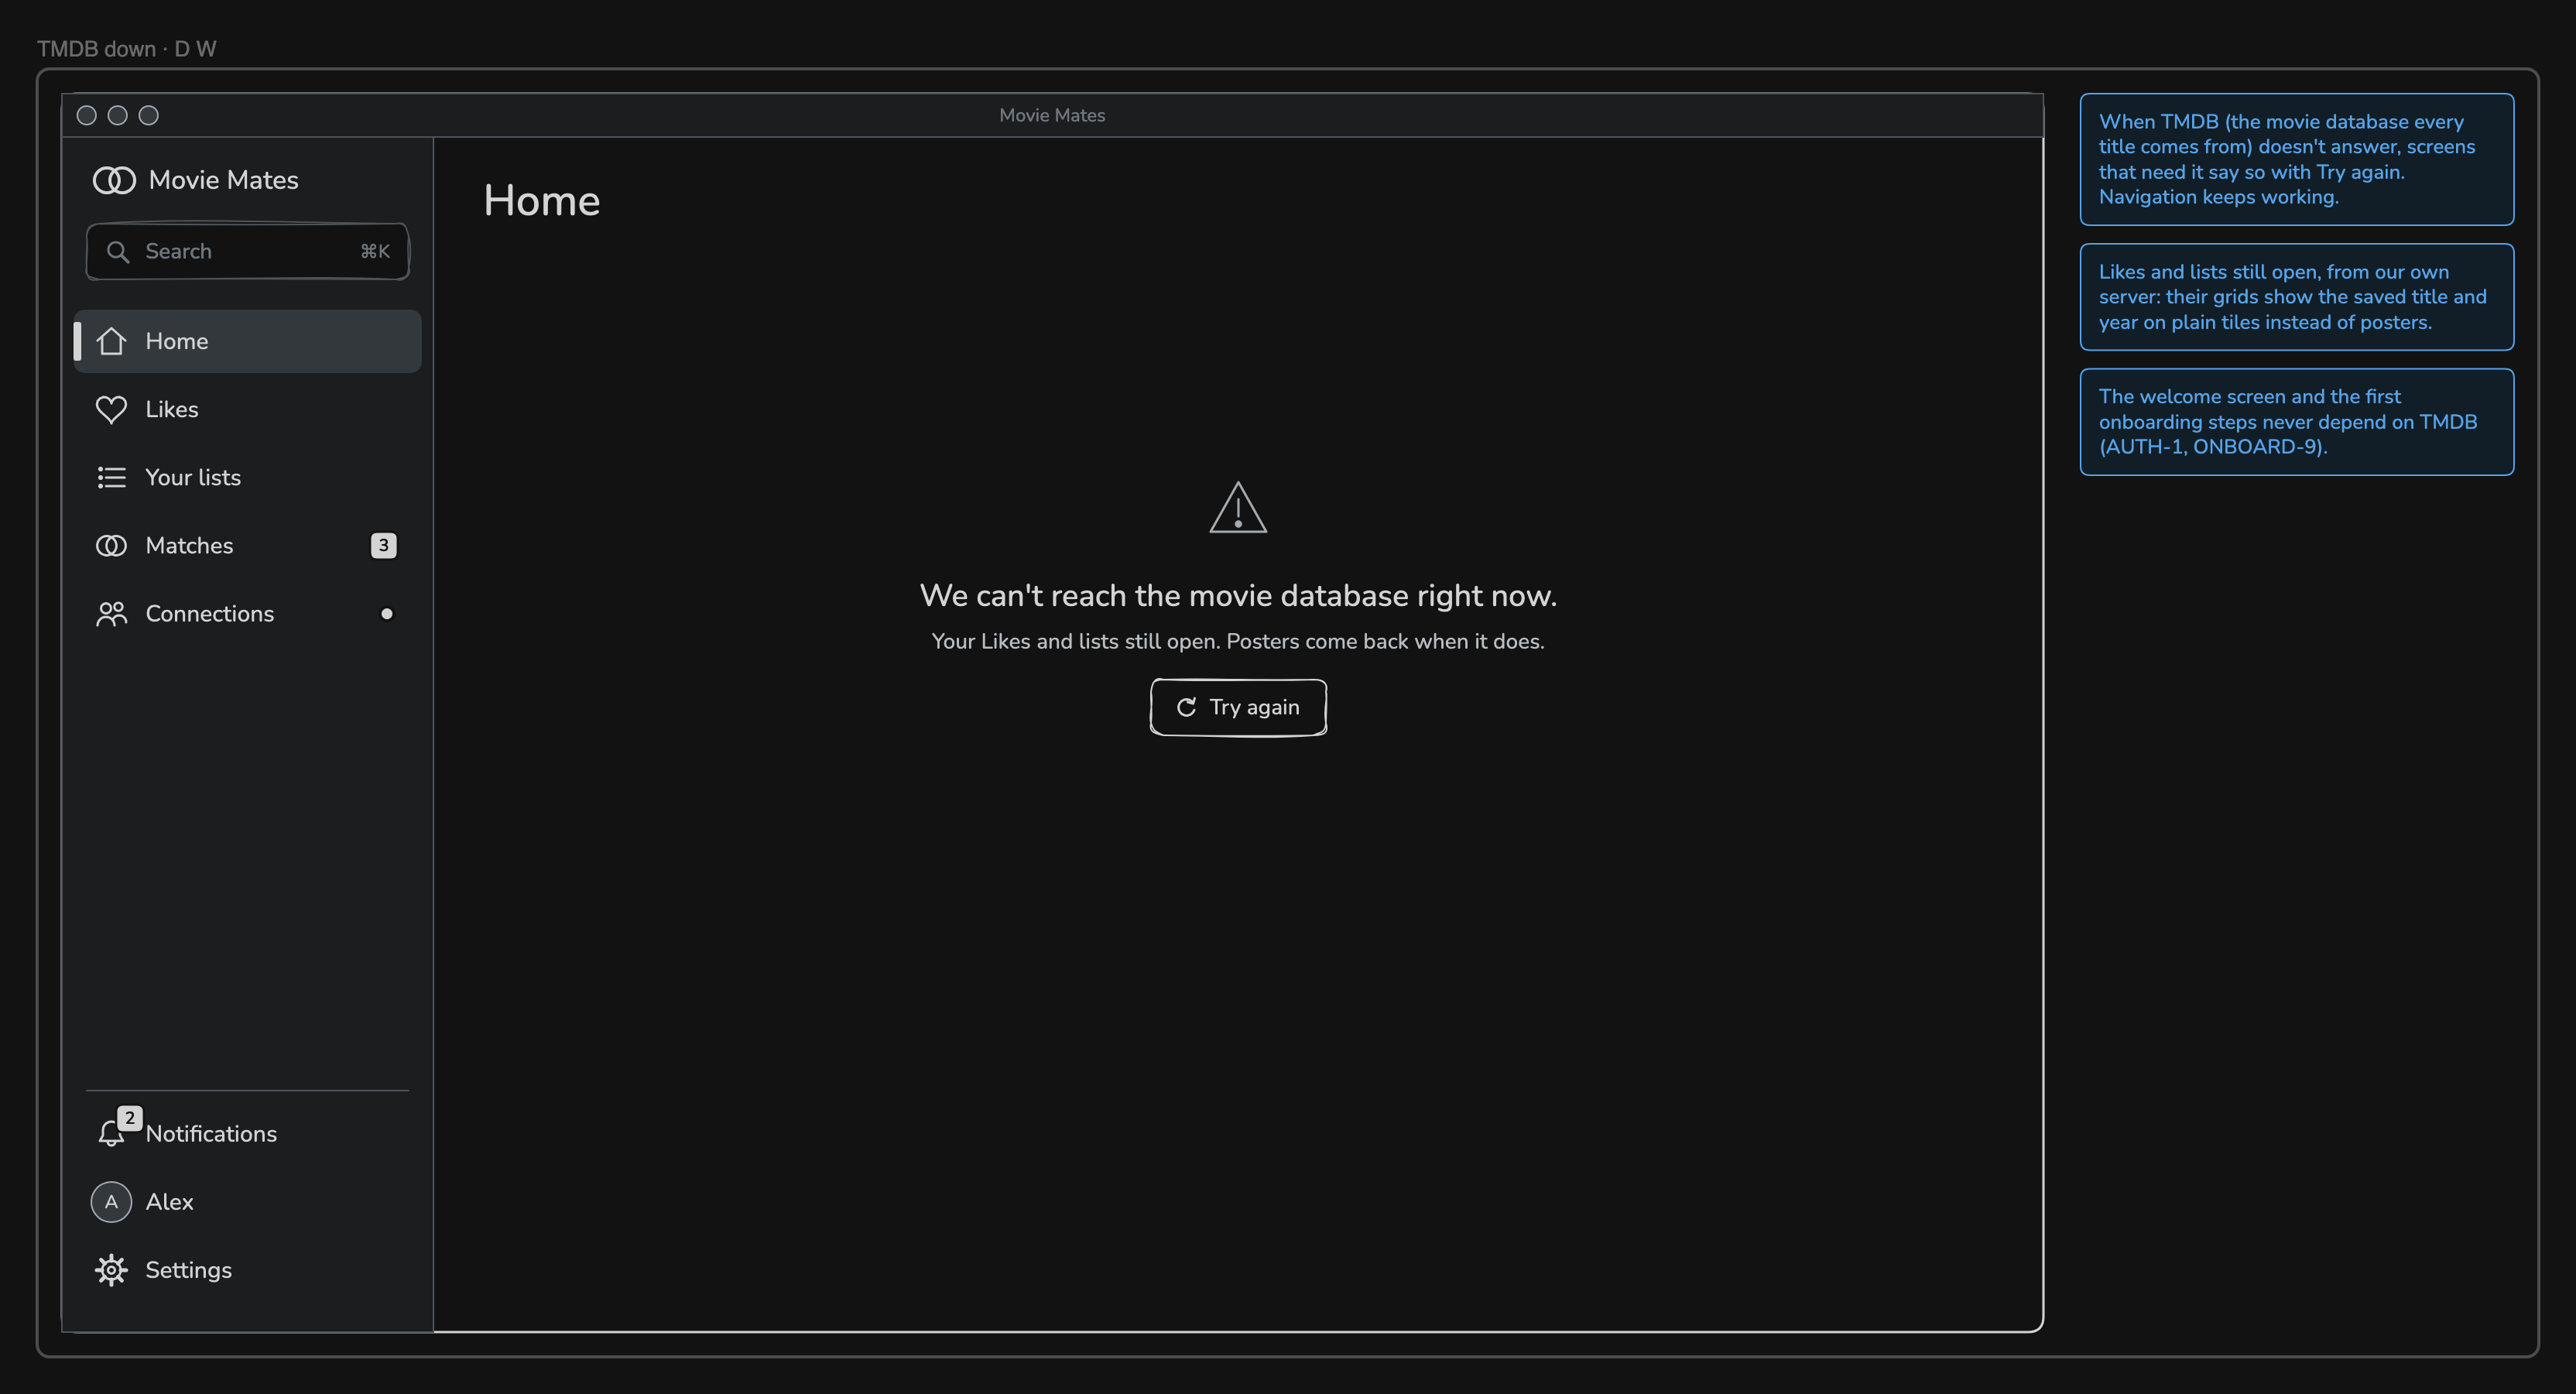 TMDB down · D W
Movie Mates
Movie Mates
Search ⌘K
Home
Likes
Your lists
Matches 3
Connections
2
Notifications
A Alex
Settings
Home
We can't reach the movie database right now.
Your Likes and lists still open. Posters come back when it does.
Try again
When TMDB (the movie database every
title comes from) doesn't answer, screens
that need it say so with Try again.
Navigation keeps working.
Likes and lists still open, from our own
server: their grids show the saved title and
year on plain tiles instead of posters.
The welcome screen and the first
onboarding steps never depend on TMDB
(AUTH-1, ONBOARD-9).